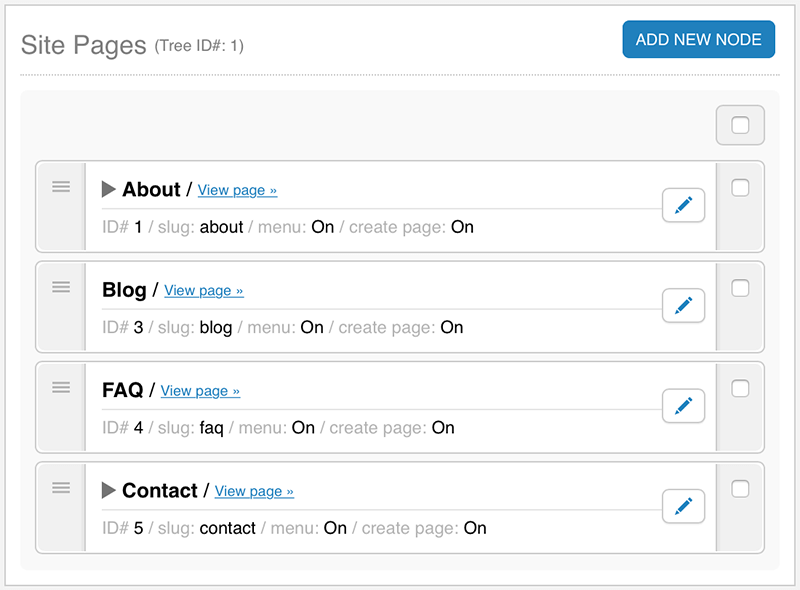 Site Pages (Tree ID#: 1)
ADD NEW NODE
About / View page »
ID# 1 / slug: about / menu: On / create page: On
Blog / View page »
ID# 3 / slug: blog / menu: On / create page: On
FAQ / View page »
ID# 4 / slug: faq / menu: On / create page: On
Contact / View page »
ID# 5 / slug: contact / menu: On / create page: On